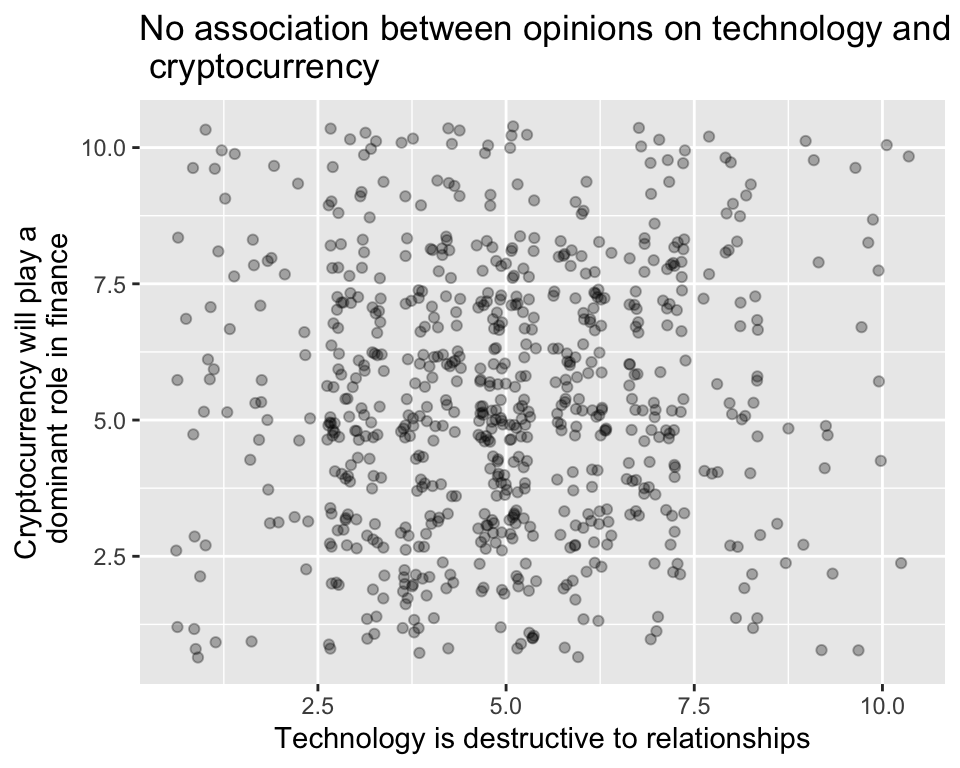 No association between opinions on technology and
cryptocurrency
Cryptocurrency will play a
dominant role in finance
10.0
7.5
5.0
2.5
2.5
5.0
7.5
10.0
Technology is destructive to relationships